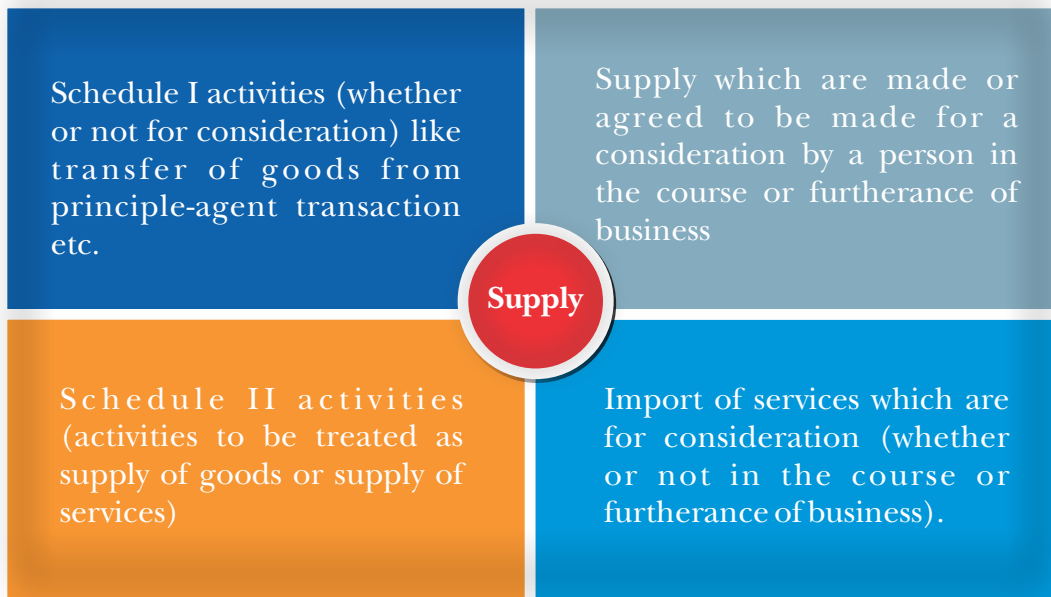 Schedule I activities (whether
or not for consideration) like
transfer of goods from
principle-agent transaction
etc.
Supply which are made or
agreed to be made for a
consideration by a person in
the course or furtherance of
business
Supply
Schedule II activities
(activities to be treated as
supply of goods or supply of
services)
Import of services which are
for consideration (whether
or not in the course or
furtherance of business).